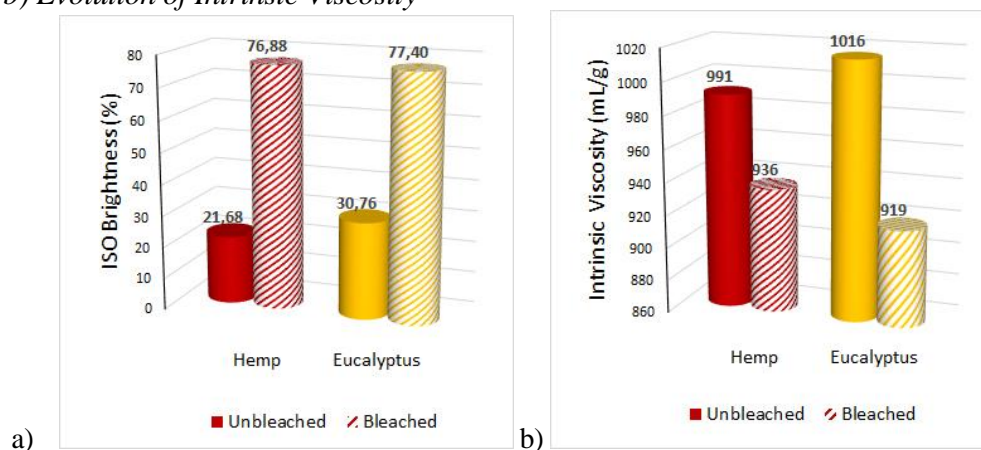 b) Evolution of Intrinsic Viscosity
ISO Brightness (%)
80
70
60
50
40
30
20
10
0
21,68
76,88
30,76
77,40
Hemp
Eucalyptus
Unbleached
Bleached
a)
Intrinsic Viscosity (mL/g)
1020
1000
980
960
940
920
900
880
860
991
936
1016
919
Hemp
Eucalyptus
Unbleached
Bleached
b)